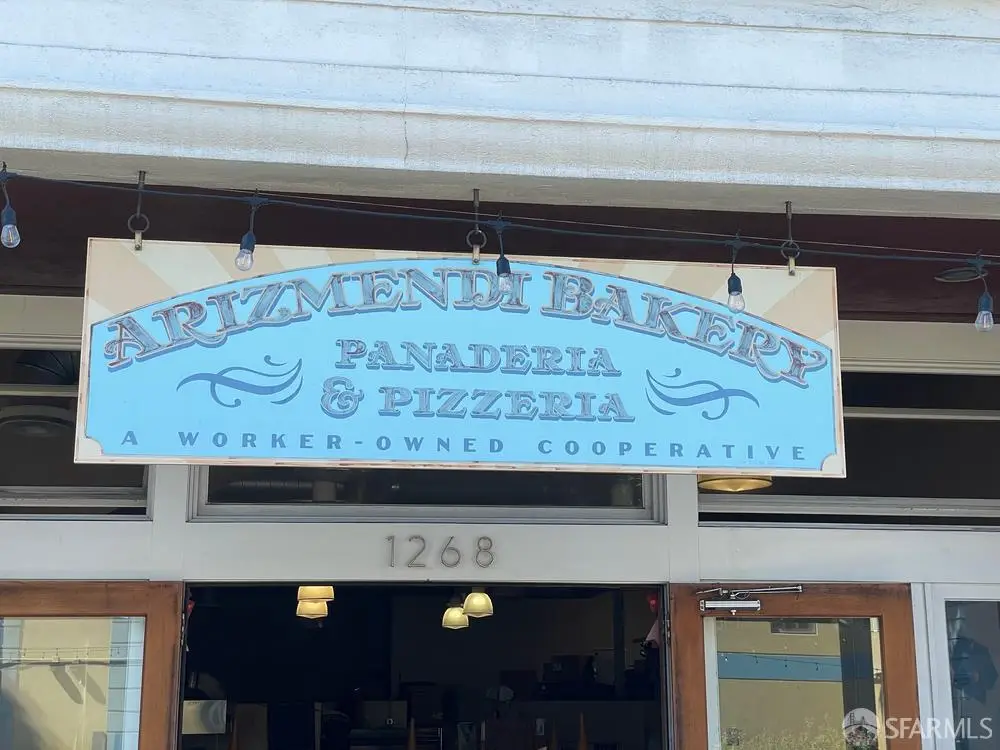 ARIZMENDI BAKERY
PANADERIA
& PIZZERIA
A WORKER-OWNED COOPERATIVE
1268
SFARMLS